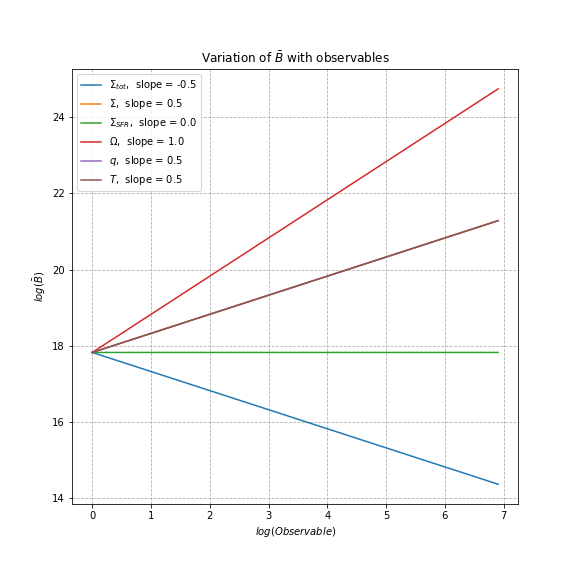 Variation of B̄ with observables
Σtot, slope = -0.5
Σ, slope = 0.5
ΣSFR, slope = 0.0
Ω, slope = 1.0
q, slope = 0.5
T, slope = 0.5
24
22
20
18
16
14
log(B̄)
0 1 2 3 4 5 6 7
log(Observable)